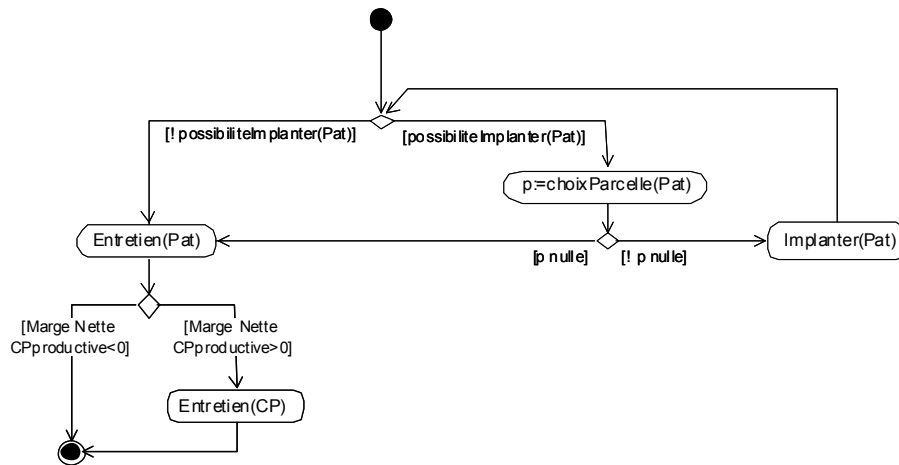 [! possibiliteImplanter(Pat)]
[possibiliteImplanter(Pat)]
p:=choixParcelle(Pat)
Entretien(Pat)
Implanter(Pat)
[p nulle]
[! p nulle]
[Marge Nette
CPproductive<0]
[Marge Nette
CPproductive>0]
Entretien(CP)